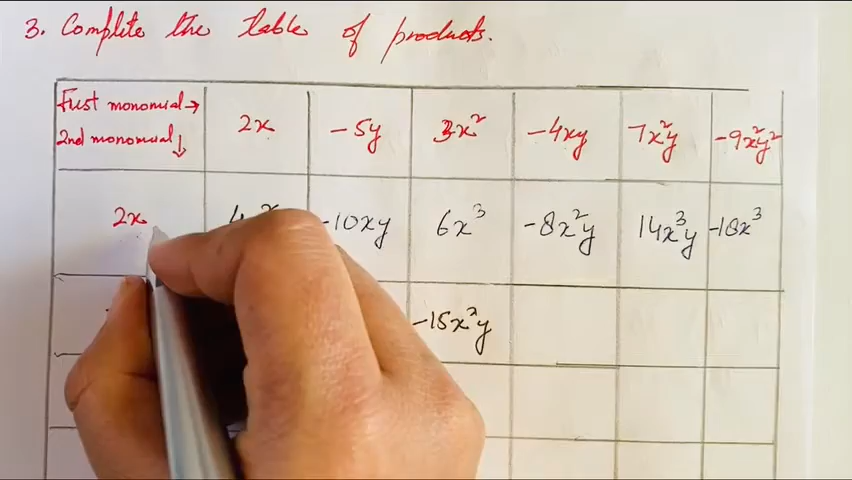 3. Complete the table of products.
First monomial → 2x -5y 3x² -4xy 7x²y -9x²y²
2nd monomial ↓
2x -10xy 6x³ -8x²y 14x³y -18x³
-15x²y